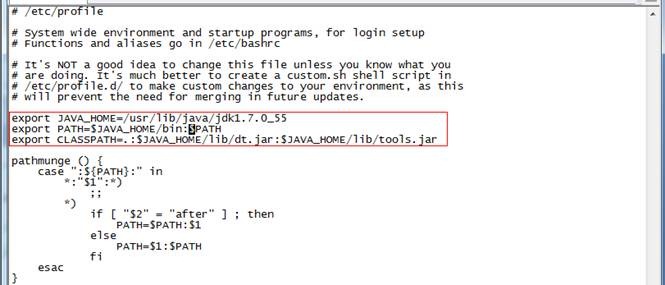 # /etc/profile
# System wide environment and startup programs, for login setup
# Functions and aliases go in /etc/bashrc
# It's NOT a good idea to change this file unless you know what you
# are doing. It's much better to create a custom.sh shell script in
# /etc/profile.d/ to make custom changes to your environment, as this
# will prevent the need for merging in future updates.
export JAVA_HOME=/usr/lib/java/jdk1.7.0_55
export PATH=$JAVA_HOME/bin:$PATH
export CLASSPATH=.:$JAVA_HOME/lib/dt.jar:$JAVA_HOME/lib/tools.jar
pathmunge () {
    case ":${PATH}:" in
        *:"$1":*)
            ;;
        *)
            if [ "$2" = "after" ] ; then
                PATH=$PATH:$1
            else
                PATH=$1:$PATH
            fi
    esac
}